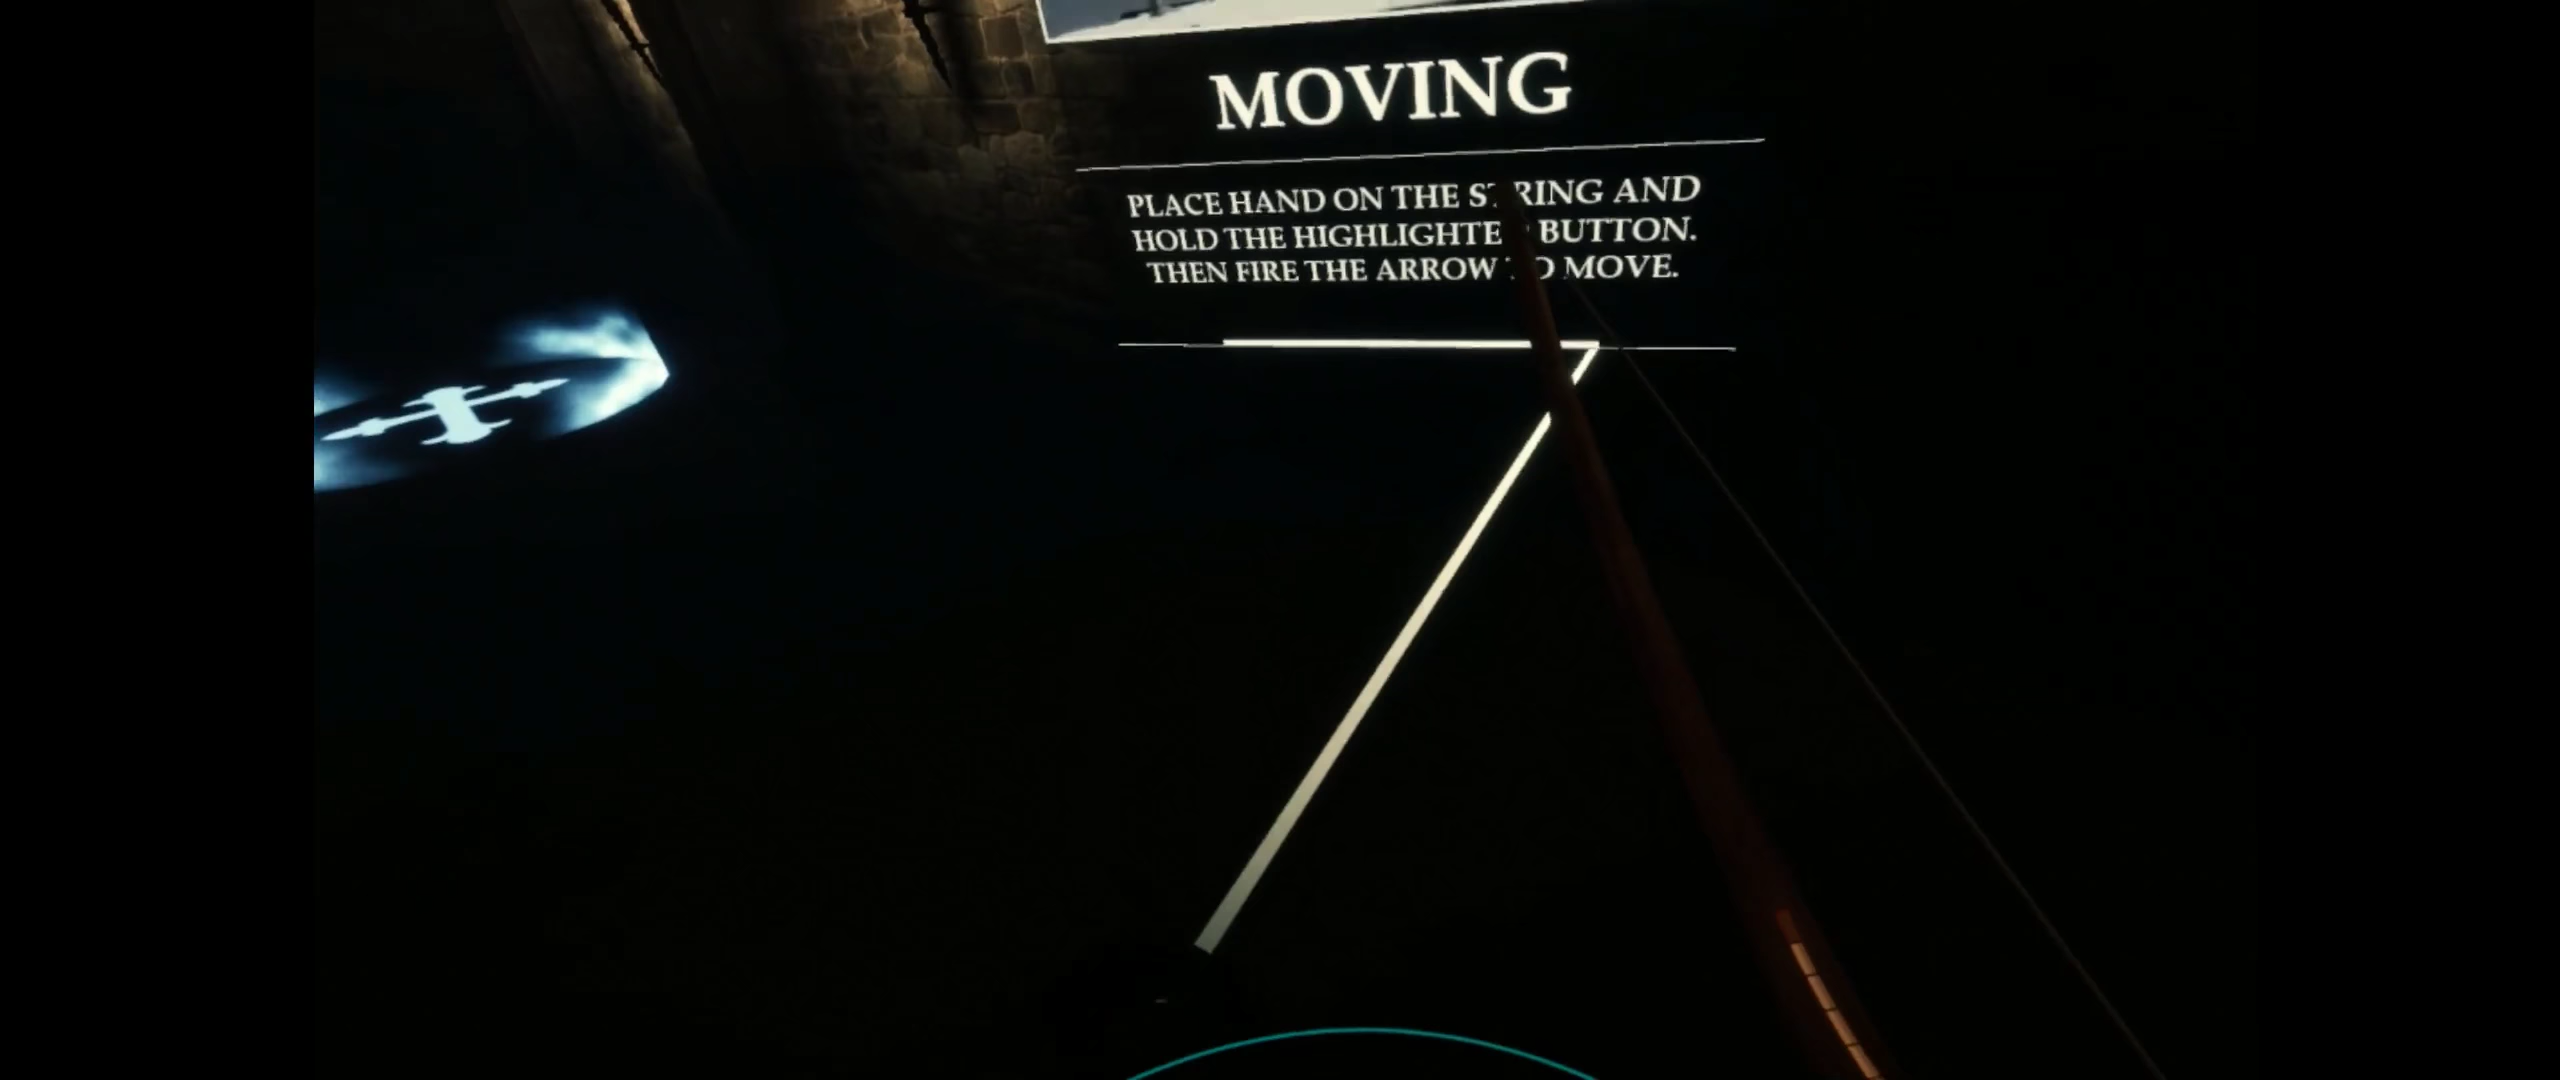 MOVING
PLACE HAND ON THE STRING AND
HOLD THE HIGHLIGHTED BUTTON.
THEN FIRE THE ARROW TO MOVE.